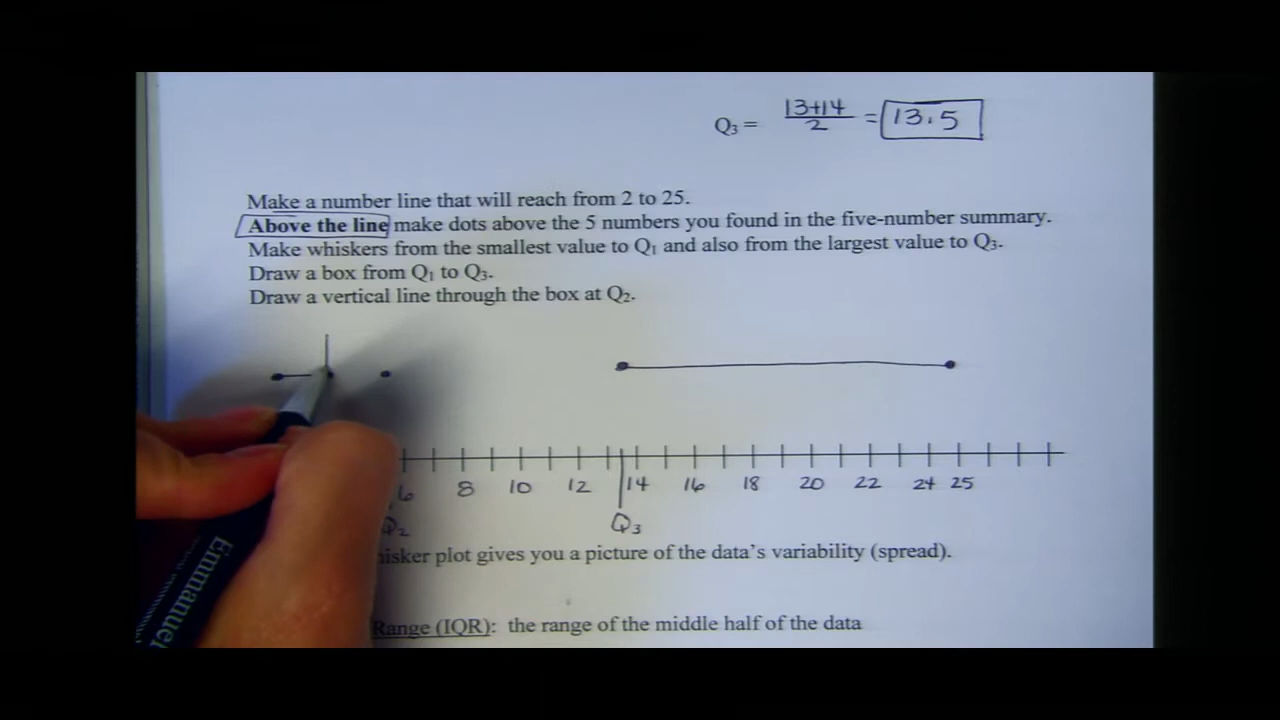 Q₃ = 13+14/2 = 13.5
Make a number line that will reach from 2 to 25.
Above the line make dots above the 5 numbers you found in the five-number summary.
Make whiskers from the smallest value to Q₁ and also from the largest value to Q₃.
Draw a box from Q₁ to Q₃.
Draw a vertical line through the box at Q₂.
6 8 10 12 14 16 18 20 22 24 25
Q₂ Q₃
plot gives you a picture of the data's variability (spread).
Range (IQR): the range of the middle half of the data
Emmanuel